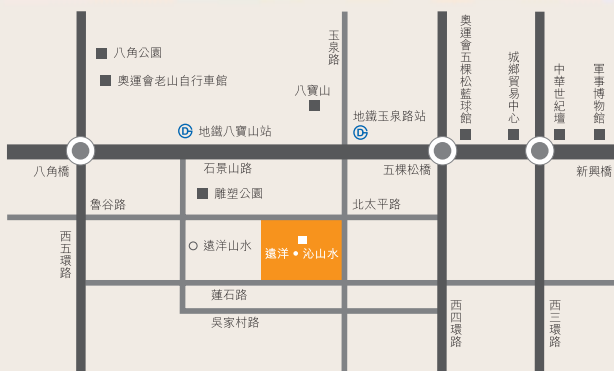 八角公園
奧運會老山自行車館
八寶山
玉泉路
奧運會五棵松籃球館
城鄉貿易中心
中華世紀壇
軍事博物館
地鐵八寶山站
地鐵玉泉路站
八角橋
石景山路
五棵松橋
新興橋
雕塑公園
魯谷路
北太平路
西五環路
遠洋山水
遠洋•沁山水
蓮石路
吳家村路
西四環路
西三環路